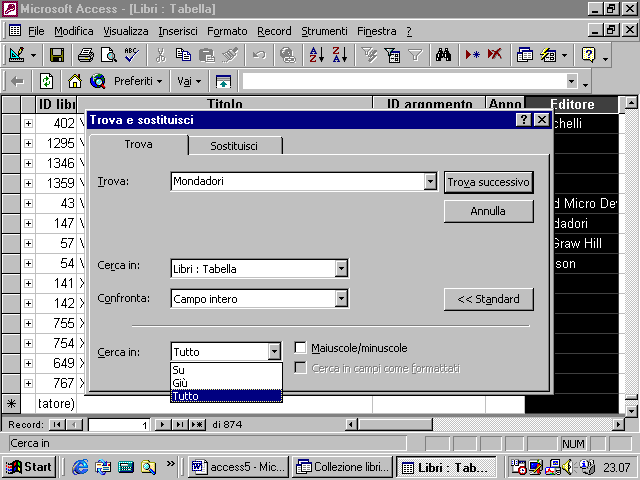 Microsoft Access - [Libri : Tabella]
File Modifica Visualizza Inserisci Formato Record Strumenti Finestra ?
Preferiti Vai
ID libr Titolo ID argomento Anno Editore
Trova e sostituisci
Trova Sostituisci
Trova: Mondadori Trova successivo
Annulla
Cerca in: Libri : Tabella
Confronta: Campo intero << Standard
Cerca in: Tutto Maiuscole/minuscole
Su Cerca in campi come formattati
Giù
Tutto
402 chelli
1295
1346
1359
43 d Micro De
147 dadori
57 Graw Hill
54 son
141
142
755
754
649
767
tatore)
Record: 1 di 874
Cerca in NUM
Start access5 - Mic... Collezione libri... Libri : Tab... 23.07